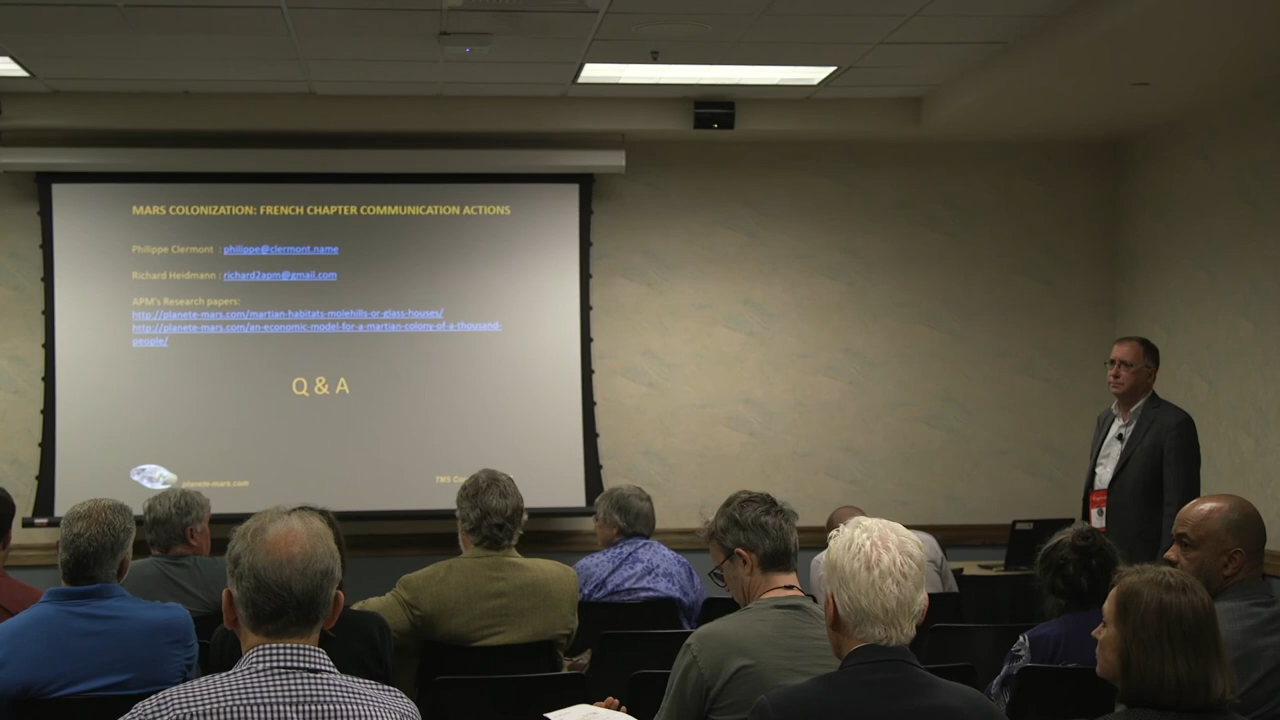 MARS COLONIZATION: FRENCH CHAPTER COMMUNICATION ACTIONS
Philippe Clermont : philippe@clermont.name
Richard Heidmann : richard2apm@gmail.com
APM's Research papers:
http://planete-mars.com/martian-habitats-molehills-or-glass-houses/
http://planete-mars.com/an-economic-model-for-a-martian-colony-of-a-thousand-
people/
Q & A
planete-mars.com
TMS